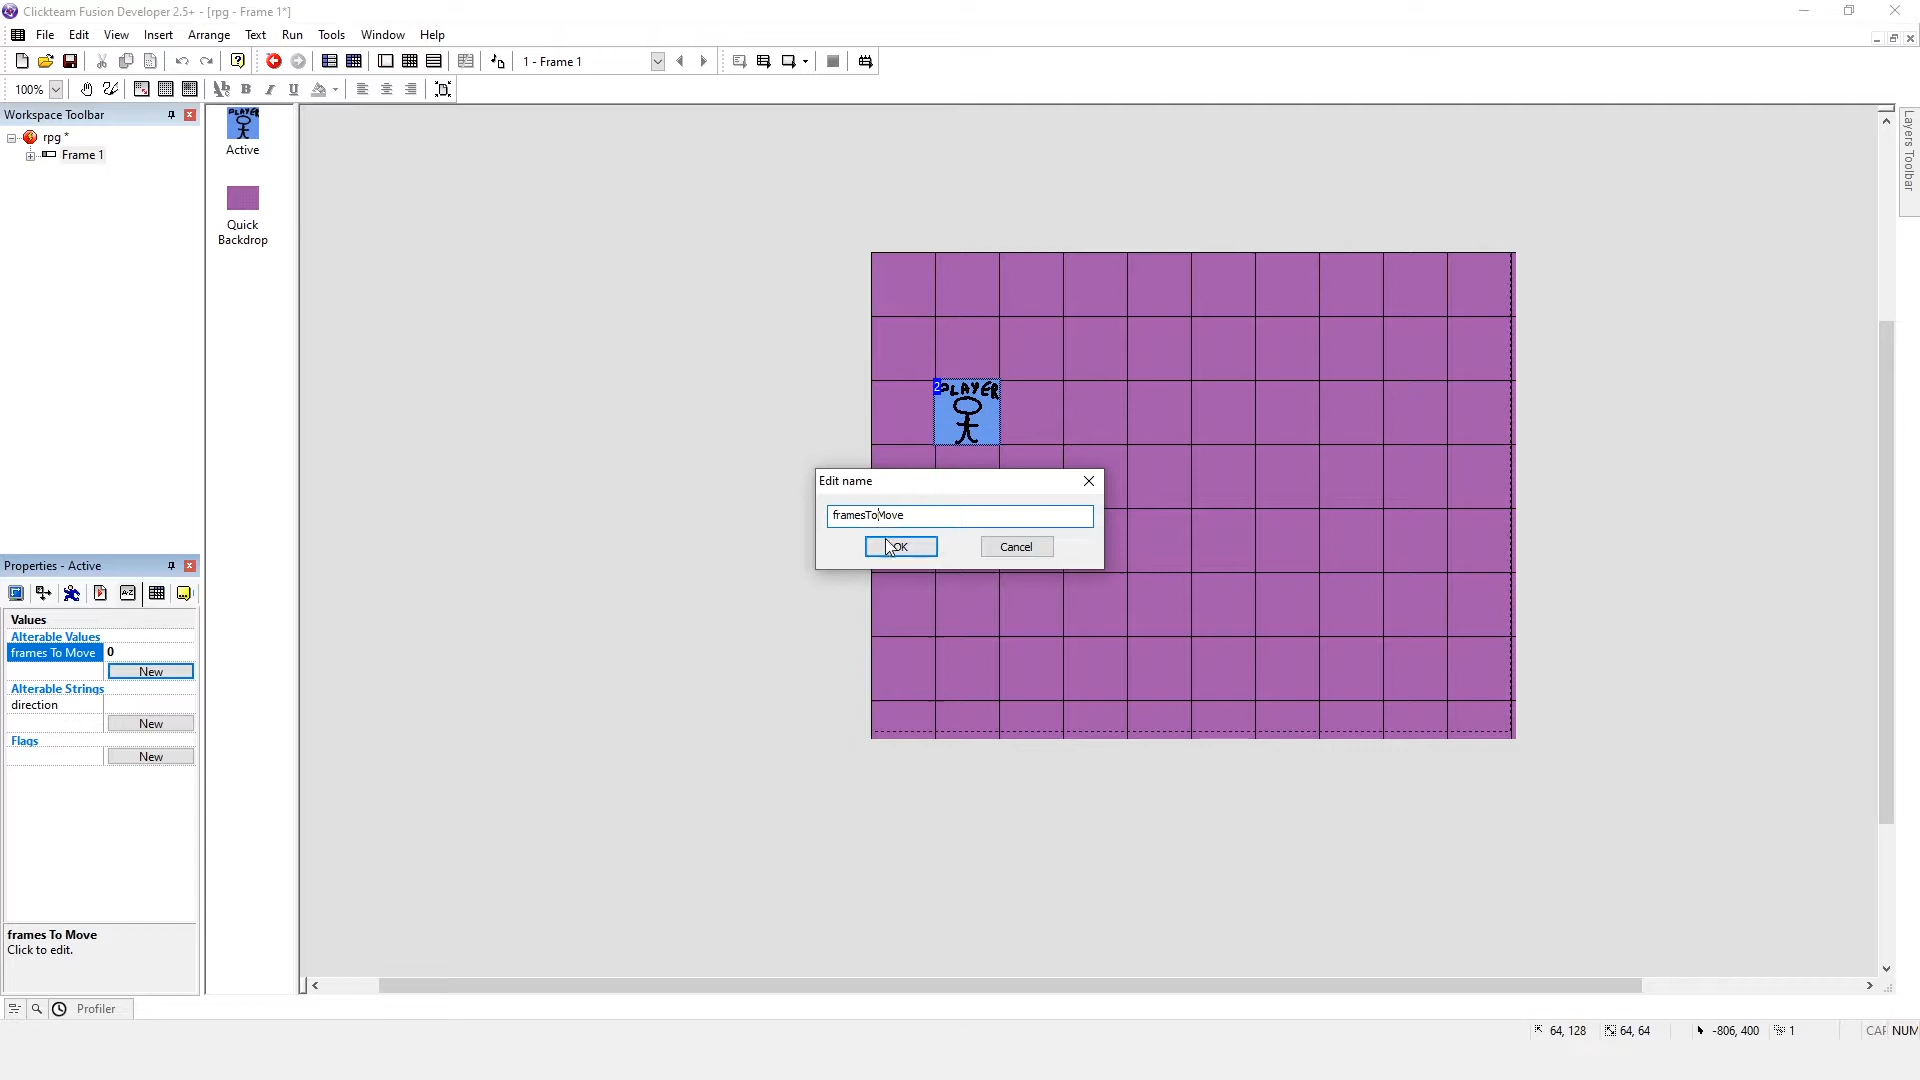 Clickteam Fusion Developer 2.5+ - [rpg - Frame 1*]
File Edit View Insert Arrange Text Run Tools Window Help
1 - Frame 1
100%
Workspace Toolbar
rpg *
Frame 1
Active
Quick
Backdrop
Layers Toolbar
2
PLAYER
Edit name
framesToMove
OK Cancel
Properties - Active
Values
Alterable Values
frames To Move 0
New
Alterable Strings
direction
New
Flags
New
frames To Move
Click to edit.
Profiler
64, 128 64, 64 -806, 400 1 CAP NUM